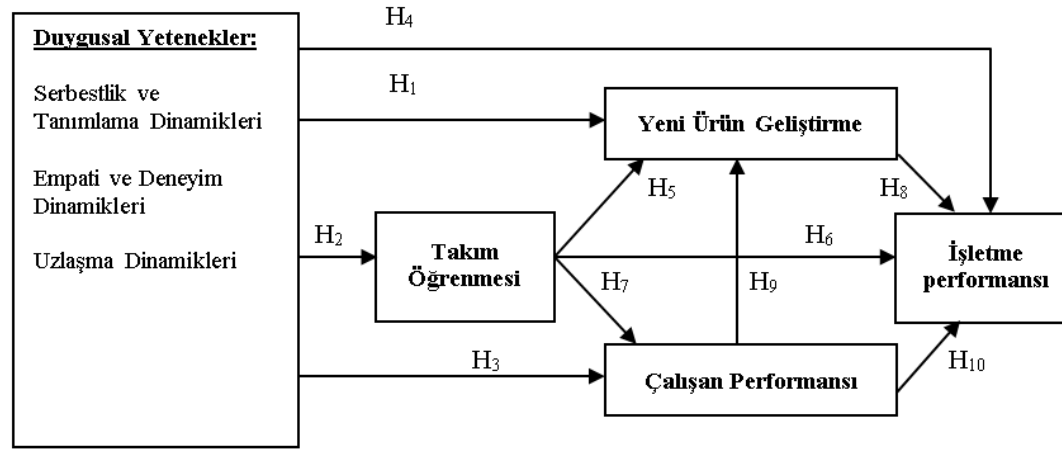 H4
Duygusal Yetenekler:
H1
Serbestlik ve
Tanımlama Dinamikleri
Yeni Ürün Geliştirme
Empati ve Deneyim
Dinamikleri
H5
H8
H2
H6
Uzlaşma Dinamikleri
Takım
Öğrenmesi
İşletme
performansı
H7
H9
H3
Çalışan Performansı
H10